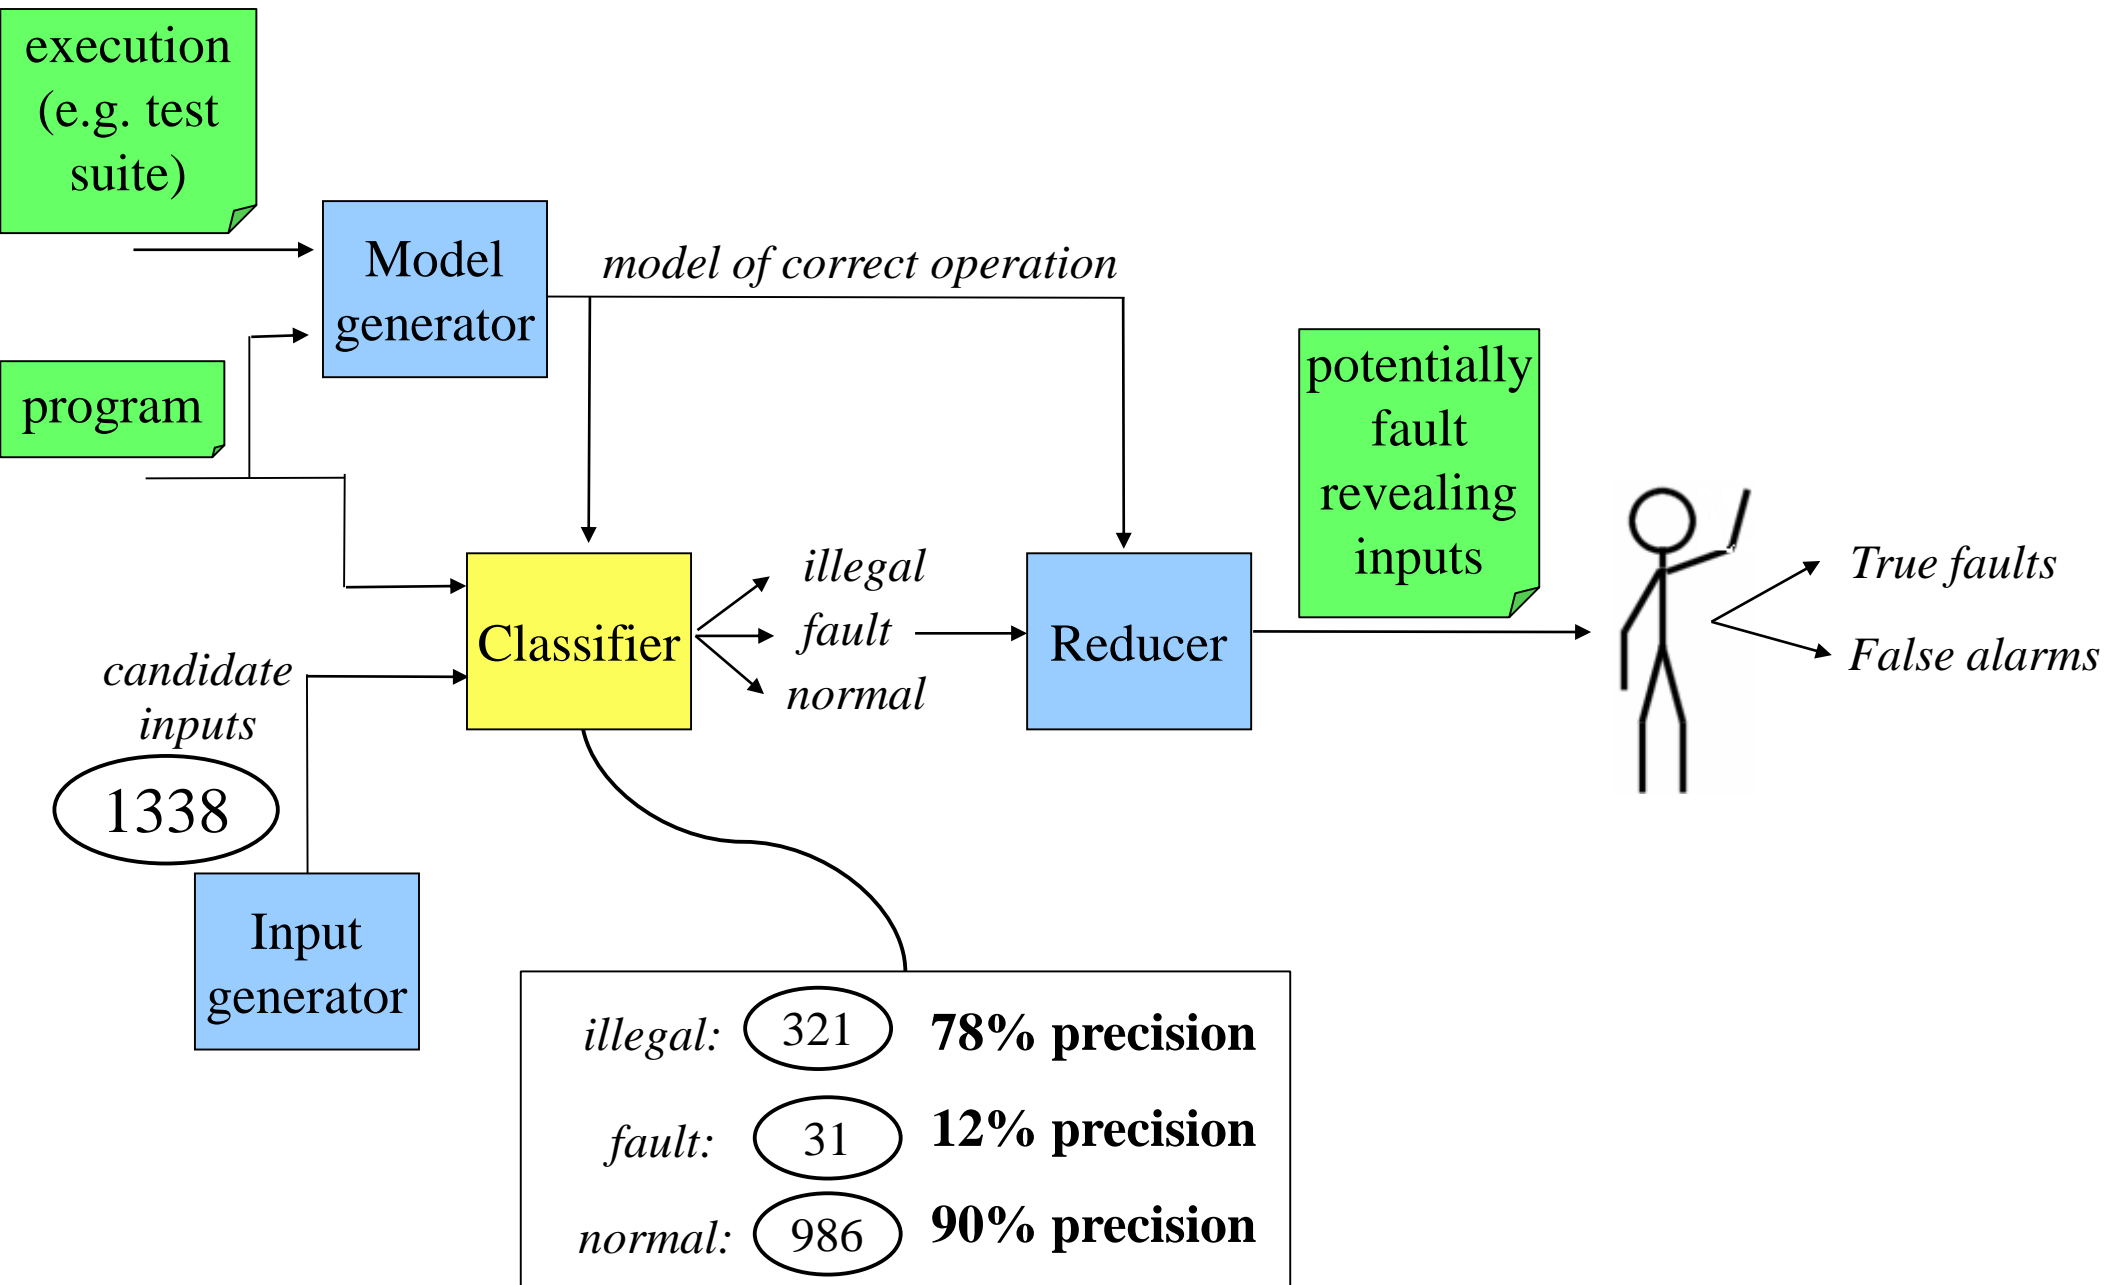 execution
(e.g. test
suite)
Model
generator
model of correct operation
program
potentially
fault
revealing
inputs
illegal
fault
normal
Classifier
Reducer
True faults
False alarms
candidate
inputs
1338
Input
generator
illegal: 321 78% precision
fault: 31 12% precision
normal: 986 90% precision